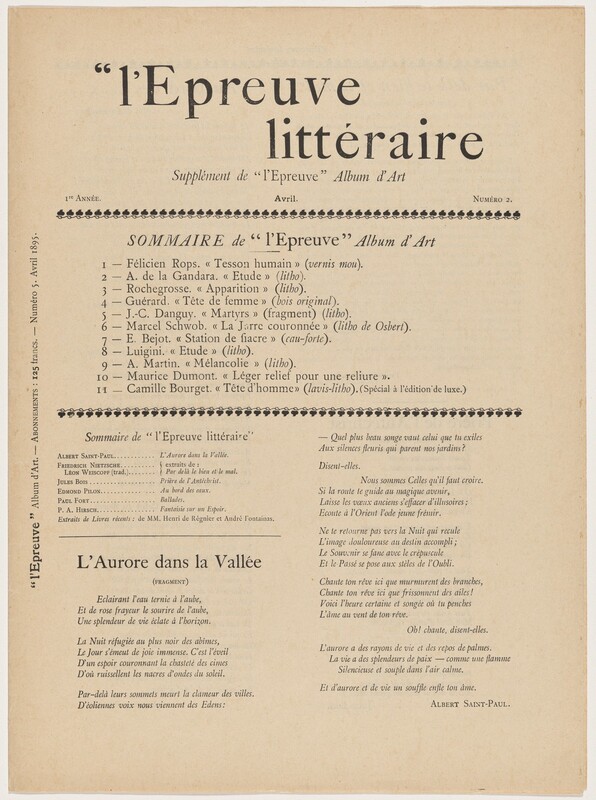 "l'Epreuve
littéraire
Supplément de "l'Epreuve" Album d'Art
1re ANNÉE.
Avril.
NUMÉRO 2.
SOMMAIRE de "l'Epreuve" Album d'Art
1 — Félicien Rops. « Tesson humain » (vernis mou).
2 — A. de la Gandara. « Etude » (litho).
3 — Rochegrosse. « Apparition » (litho).
4 — Guérard. « Tête de femme » (bois original).
5 — J.-C. Danguy. « Martyrs » (fragment) (litho).
6 — Marcel Schwob. « La Jarre couronnée » (litho de Osbert).
7 — E. Bejot. « Station de fiacre » (eau-forte).
8 — Luigini. « Etude » (litho).
9 — A. Martin. « Mélancolie » (litho).
10 — Maurice Dumont. « Léger relief pour une reliure ».
11 — Camille Bourget. « Tête d'homme » (lavis-litho). (Spécial à l'édition de luxe.)
"l'Epreuve" Album d'Art. — ABONNEMENTS : 125 francs. — Numéro 5, Avril 1895.
Sommaire de "l'Epreuve littéraire"
ALBERT SAINT-PAUL............ L'Aurore dans la Vallée.
FRIEDRICH NIETSCHE.......... } extraits de :
LÉON WEISCOPF (trad.)....... } Par delà le bien et le mal.
JULES BOIS .................. Prière de l'Antéchrist.
EDMOND PILON................. Au bord des eaux.
PAUL FORT.................... Ballades.
P. A. HIRSCH................. Fantaisie sur un Espoir.
Extraits de Livres récents : de MM. Henri de Régnier et André Fontainas.
L'Aurore dans la Vallée
(FRAGMENT)
Eclairant l'eau ternie à l'aube,
Et de rose frayeur le sourire de l'aube,
Une splendeur de vie éclate à l'horizon.
La Nuit réfugiée au plus noir des abîmes,
Le Jour s'émeut de joie immense. C'est l'éveil
D'un espoir couronnant la chasteté des cimes
D'où ruissellent les nacres d'ondes du soleil.
Par-delà leurs sommets meurt la clameur des villes.
D'éoliennes voix nous viennent des Edens:
— Quel plus beau songe vaut celui que tu exiles
Aux silences fleuris qui parent nos jardins ?
Disent-elles.
Nous sommes Celles qu'il faut croire.
Si la route te guide au magique avenir,
Laisse les vœux anciens s'effacer d'illusoires ;
Ecoute à l'Orient l'ode jeune frémir.
Ne te retourne pas vers la Nuit qui recule
L'image douloureuse au destin accompli ;
Le Souvenir se fane avec le crépuscule
Et le Passé se pose aux stèles de l'Oubli.
Chante ton rêve ici que murmurent des branches,
Chante ton rêve ici que frissonnent des ailes !
Voici l'heure certaine et songée où tu penches
L'âme au vent de ton rêve.
Oh! chante, disent-elles.
L'aurore a des rayons de vie et des repos de palmes.
La vie a des splendeurs de paix — comme une flamme
Silencieuse et souple dans l'air calme.
Et d'aurore et de vie un souffle enfle ton âme.
ALBERT SAINT-PAUL.